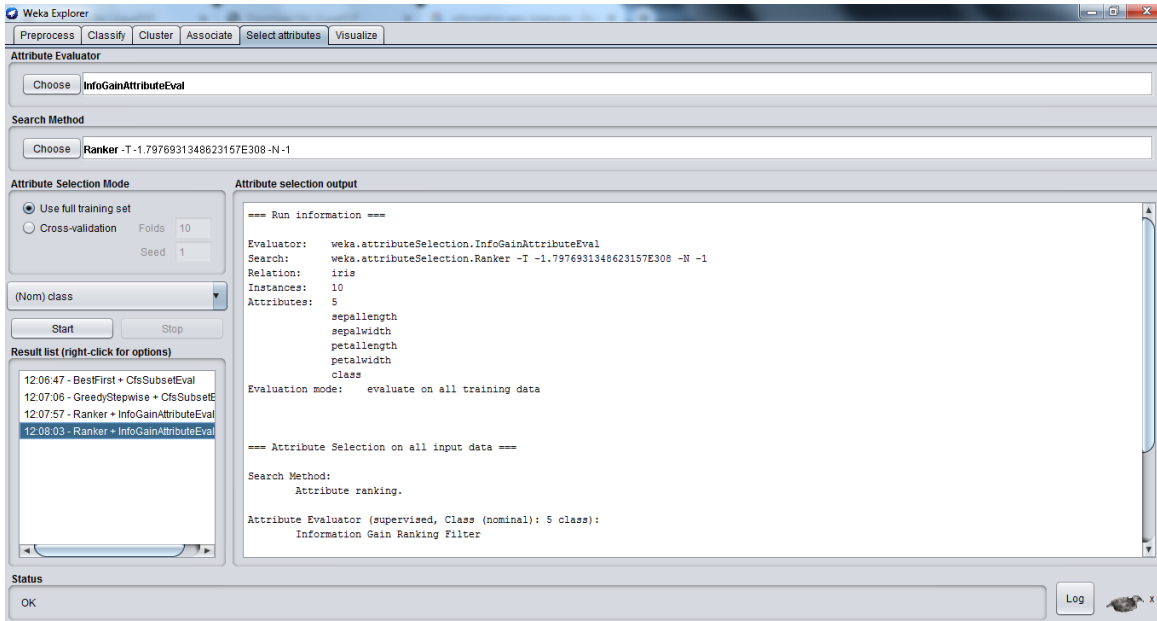 Weka Explorer
Preprocess Classify Cluster Associate Select attributes Visualize
Attribute Evaluator
Choose InfoGainAttributeEval
Search Method
Choose Ranker -T -1.7976931348623157E308 -N -1
Attribute Selection Mode
Use full training set
Cross-validation Folds 10
Seed 1
(Nom) class
Start Stop
Result list (right-click for options)
12:06:47 - BestFirst + CfsSubsetEval
12:07:06 - GreedyStepwise + CfsSubsetE
12:07:57 - Ranker + InfoGainAttributeEval
12:08:03 - Ranker + InfoGainAttributeEval
Attribute selection output
=== Run information ===
Evaluator: weka.attributeSelection.InfoGainAttributeEval
Search: weka.attributeSelection.Ranker -T -1.7976931348623157E308 -N -1
Relation: iris
Instances: 10
Attributes: 5
sepallength
sepalwidth
petallength
petalwidth
class
Evaluation mode: evaluate on all training data
=== Attribute Selection on all input data ===
Search Method:
Attribute ranking.
Attribute Evaluator (supervised, Class (nominal): 5 class):
Information Gain Ranking Filter
Status
OK
Log
x